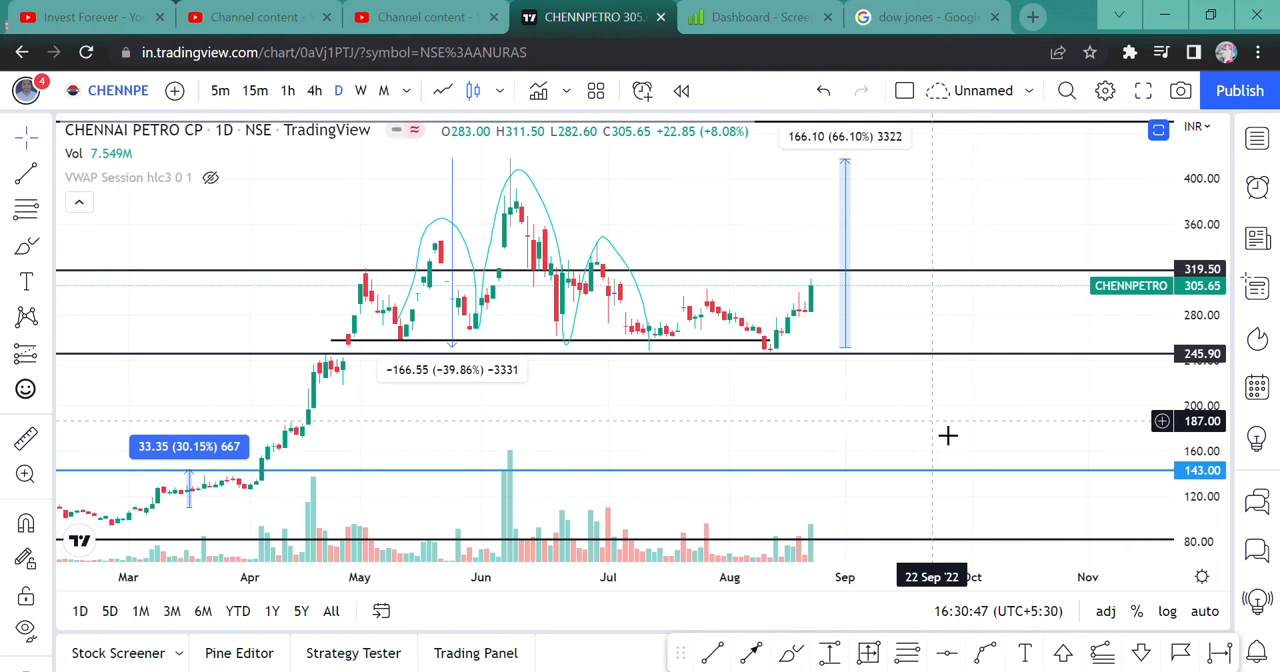 Invest Forever - Yo
Channel content - Y
Channel content - Y
CHENNPETRO 305.
Dashboard - Scree
dow jones - Google
in.tradingview.com/chart/0aVj1PTJ/?symbol=NSE%3AANURAS
4
CHENNPE
5m 15m 1h 4h D W M
Unnamed
Publish
CHENNAI PETRO CP · 1D · NSE · TradingView
O283.00 H311.50 L282.60 C305.65 +22.85 (+8.08%)
166.10 (66.10%) 3322
INR
Vol 7.549M
VWAP Session hlc3 0 1
400.00
360.00
319.50
CHENNPETRO 305.65
280.00
245.90
−166.55 (−39.86%) −3331
200.00
187.00
33.35 (30.15%) 667
160.00
143.00
120.00
80.00
Mar Apr May Jun Jul Aug Sep 22 Sep '22 Oct Nov
1D 5D 1M 3M 6M YTD 1Y 5Y All
16:30:47 (UTC+5:30) adj % log auto
Stock Screener Pine Editor Strategy Tester Trading Panel